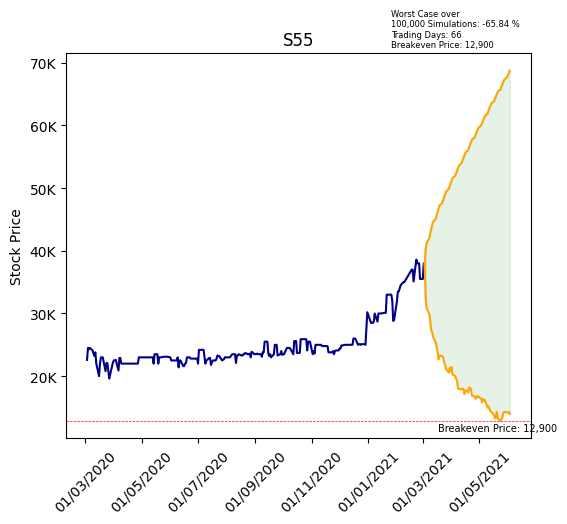 Worst Case over
100,000 Simulations: -65.84 %
Trading Days: 66
Breakeven Price: 12,900
S55
70K
60K
50K
40K
30K
20K
Stock Price
Breakeven Price: 12,900
01/03/2020
01/05/2020
01/07/2020
01/09/2020
01/11/2020
01/01/2021
01/03/2021
01/05/2021